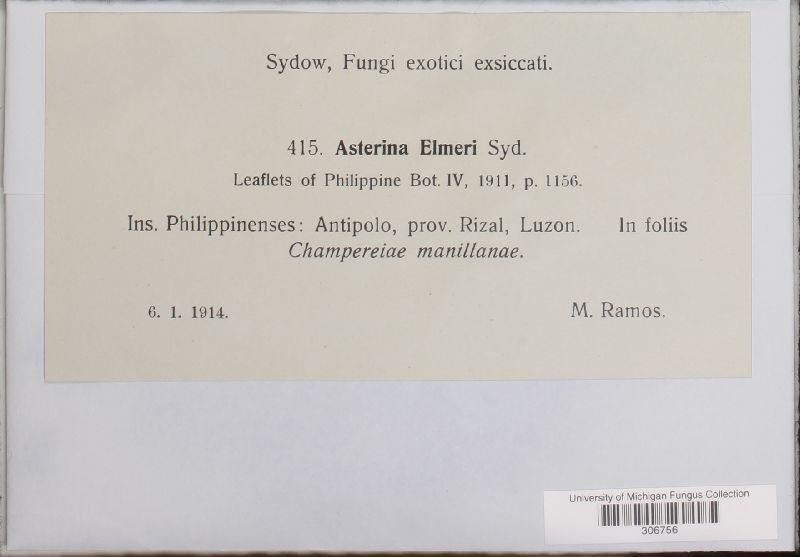 Sydow, Fungi exotici exsiccati.
415. Asterina Elmeri Syd.
Leaflets of Philippine Bot. IV, 1911, p. 1156.
Ins. Philippinenses: Antipolo, prov. Rizal, Luzon. In foliis
Champereiae manillanae.
6. 1. 1914. M. Ramos.
University of Michigan Fungus Collection
306756